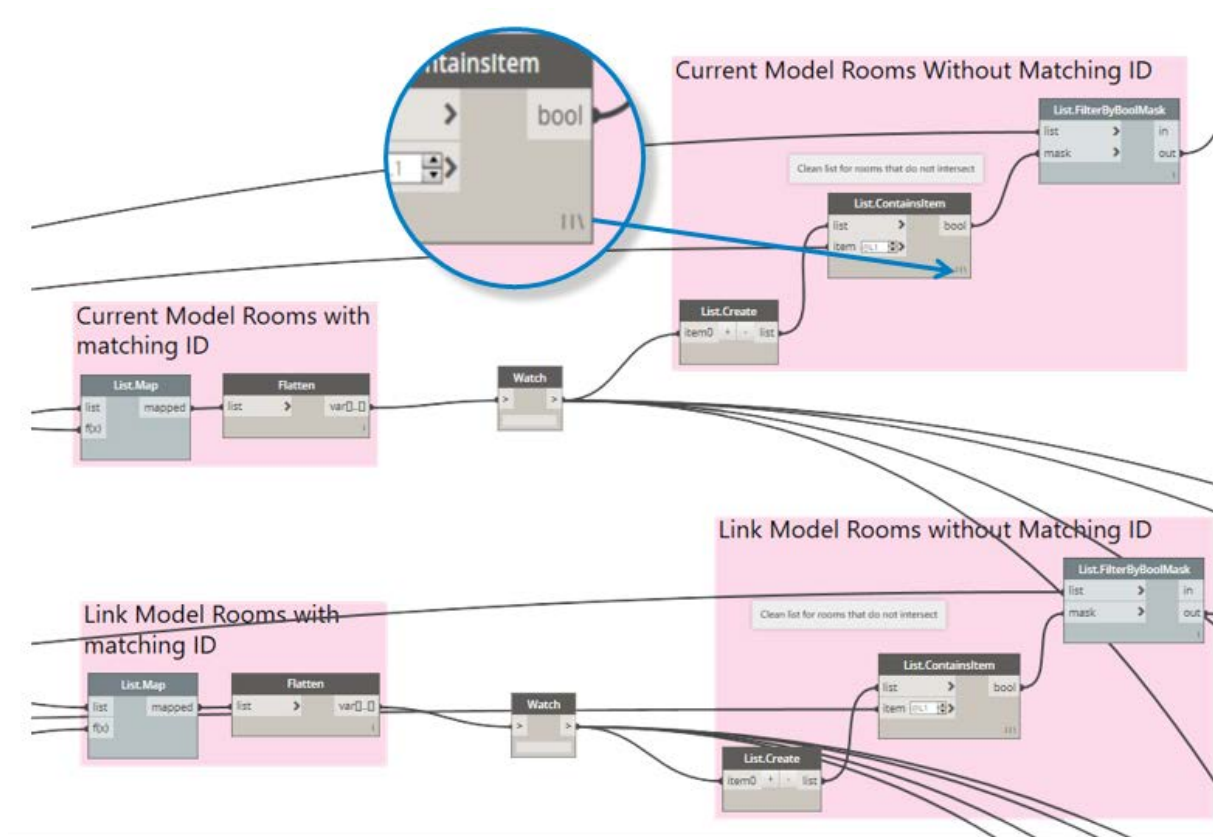 ntainsItem
bool
Current Model Rooms Without Matching ID
List.FilterByBoolMask
list > in
mask > out
Clean list for rooms that do not intersect
List.ContainsItem
list > bool
item @L1 >
List.Create
item0 + - list
Current Model Rooms with
matching ID
List.Map
list mapped
f(x)
Flatten
list > var[]..[]
Watch
> >
Link Model Rooms without Matching ID
List.FilterByBoolMask
list > in
mask > out
Clean list for rooms that do not intersect
List.ContainsItem
list > bool
item @L1 >
Link Model Rooms with
matching ID
List.Map
list mapped
f(x)
Flatten
list > var[]..[]
Watch
> >
List.Create
item0 + - list